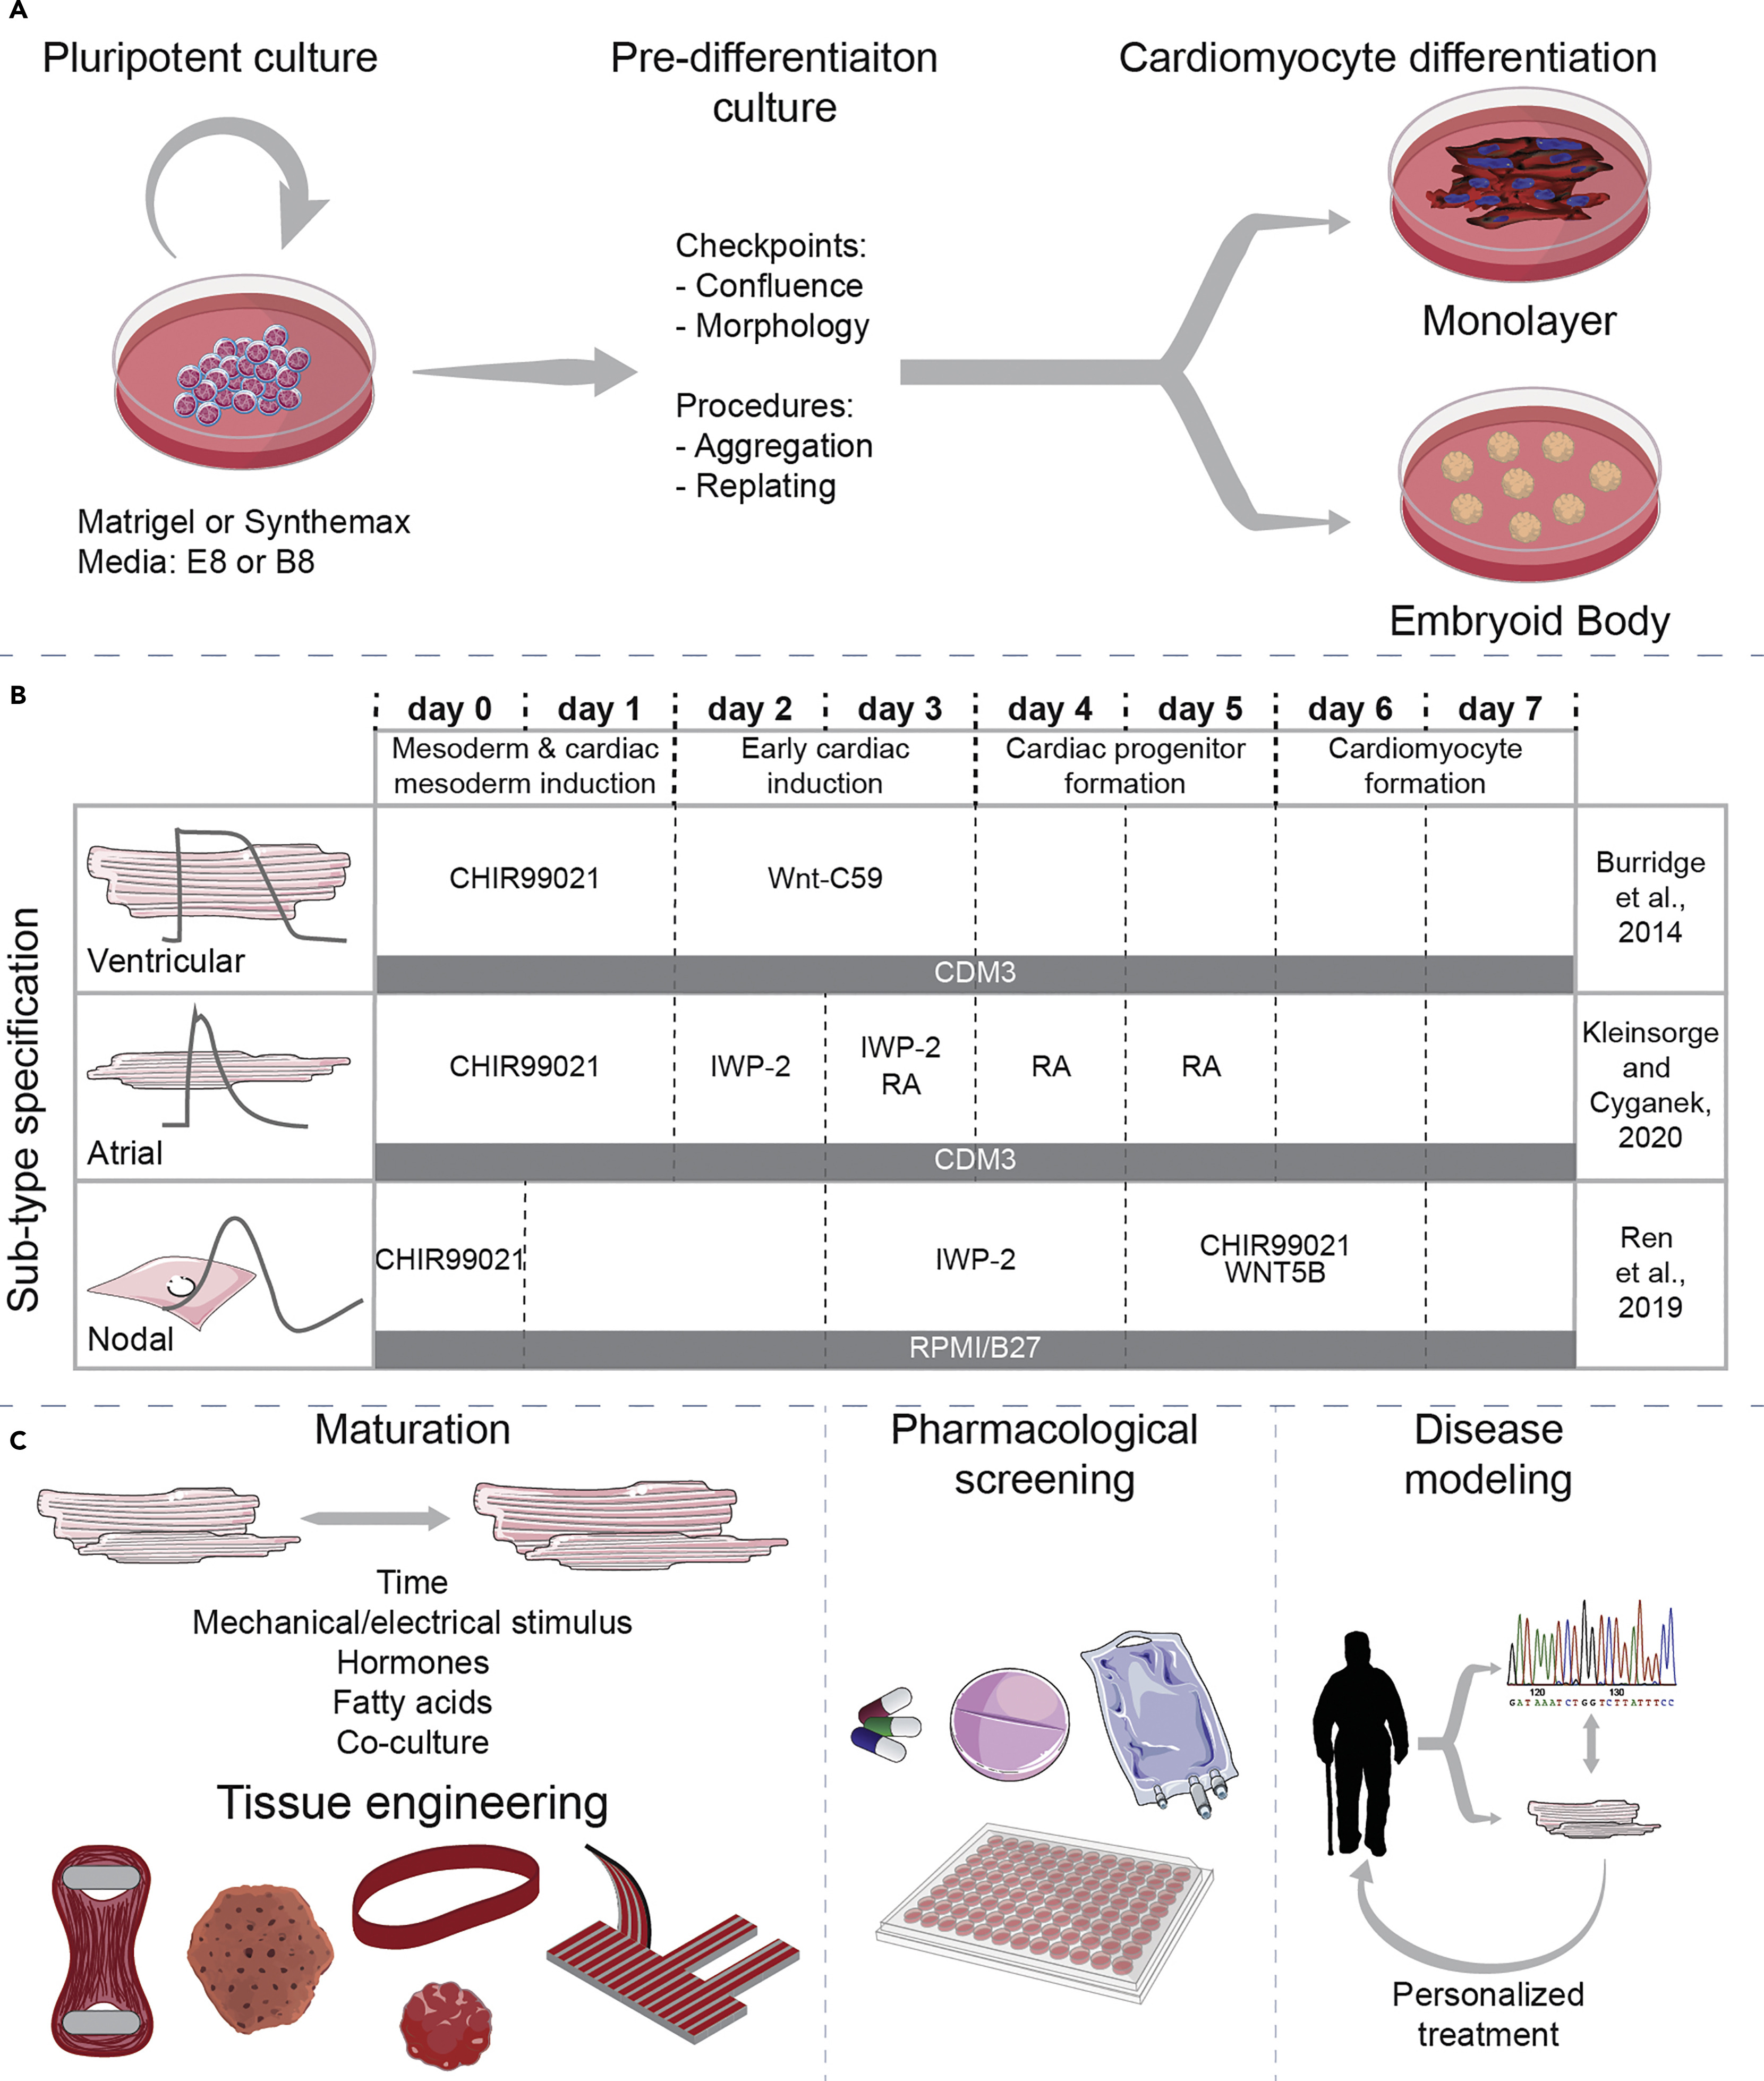 A
Pluripotent culture
Matrigel or Synthemax
Media: E8 or B8
Pre-differentiaiton
culture
Checkpoints:
- Confluence
- Morphology
Procedures:
- Aggregation
- Replating
Cardiomyocyte differentiation
Monolayer
Embryoid Body
B
day 0 day 1 day 2 day 3 day 4 day 5 day 6 day 7
Mesoderm & cardiac
mesoderm induction
Early cardiac
induction
Cardiac progenitor
formation
Cardiomyocyte
formation
Sub-type specification
Ventricular
CHIR99021
Wnt-C59
CDM3
Burridge
et al.,
2014
Atrial
CHIR99021
IWP-2
IWP-2
RA
RA
RA
CDM3
Kleinsorge
and
Cyganek,
2020
Nodal
CHIR99021
IWP-2
CHIR99021
WNT5B
RPMI/B27
Ren
et al.,
2019
C
Maturation
Time
Mechanical/electrical stimulus
Hormones
Fatty acids
Co-culture
Tissue engineering
Pharmacological
screening
Disease
modeling
120 130
GATAAATCTGGTCTTATTTCC
Personalized
treatment